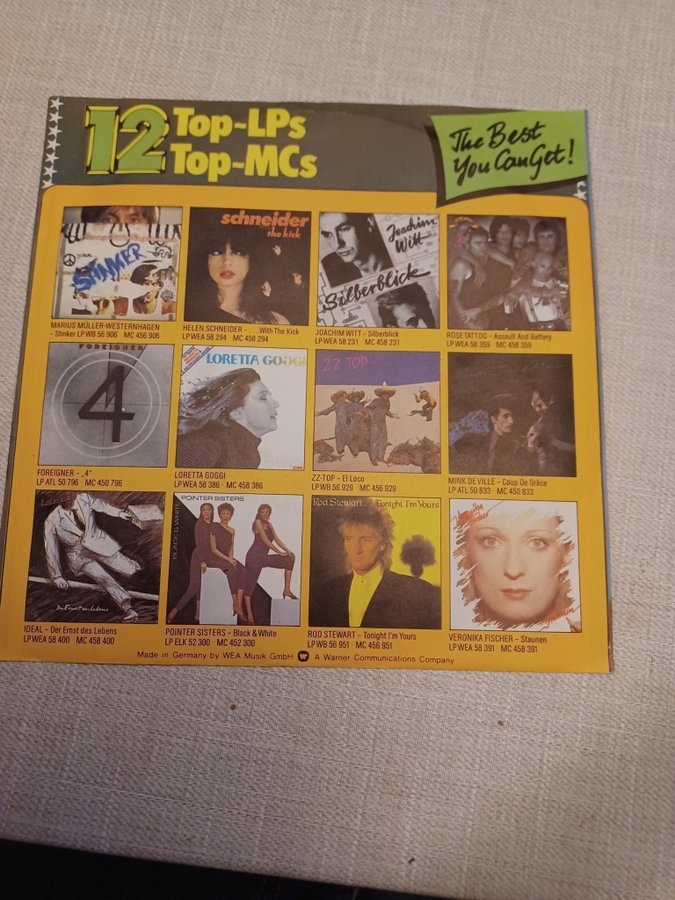 12 Top-LPs
Top-MCs
The Best
You Can Get!
STINKER
schneider
the kick
Joachim
Witt
Silberblick
MARIUS MÜLLER-WESTERNHAGEN
- Stinker LP WB 56 906 MC 456 906
HELEN SCHNEIDER - ... With The Kick
LP WEA 58 294 MC 458 294
JOACHIM WITT - Silberblick
LP WEA 58 231 MC 458 231
ROSE TATTOO - Assault And Battery
LP WEA 58 359 MC 458 359
FOREIGNER
4
LORETTA GOGGI
ZZ TOP
FOREIGNER - „4"
LP ATL 50 796 MC 450 796
LORETTA GOGGI
LP WEA 58 386 MC 458 386
ZZ-TOP - El Loco
LP WB 56 929 MC 456 929
MINK DE VILLE - Coup De Grâce
LP ATL 50 833 MC 450 833
Der Ernst des Lebens
POINTER SISTERS
BLACK & WHITE
Rod Stewart Tonight I'm Yours
IDEAL - Der Ernst des Lebens
LP WEA 58 400 MC 458 400
POINTER SISTERS - Black & White
LP ELK 52 300 MC 452 300
ROD STEWART - Tonight I'm Yours
LP WB 56 951 MC 456 951
VERONIKA FISCHER - Staunen
LP WEA 58 391 MC 458 391
Made in Germany by WEA Musik GmbH A Warner Communications Company